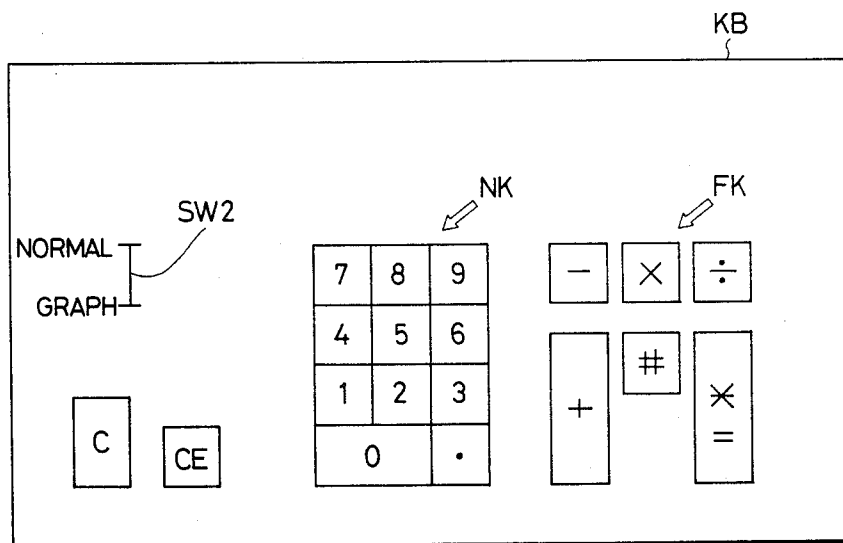 KB
NK
FK
SW2
NORMAL
GRAPH
7 8 9
4 5 6
1 2 3
0 .
− × ÷
+ # * =
C
CE